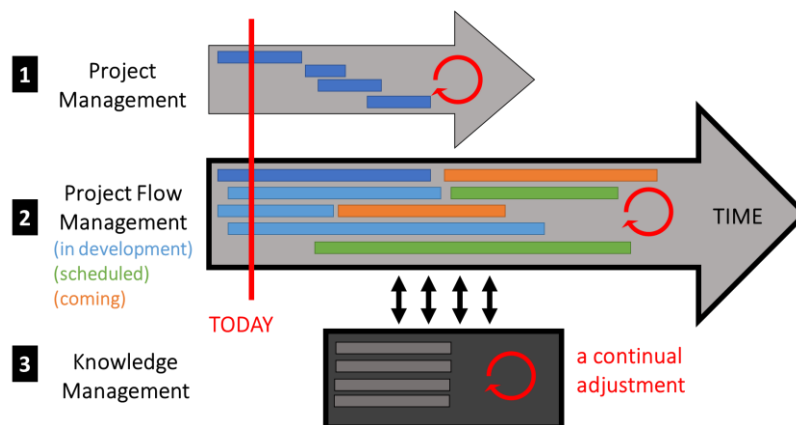 1 Project
Management
2 Project Flow
Management
(in development)
(scheduled)
(coming)
TIME
TODAY
3 Knowledge
Management
a continual
adjustment